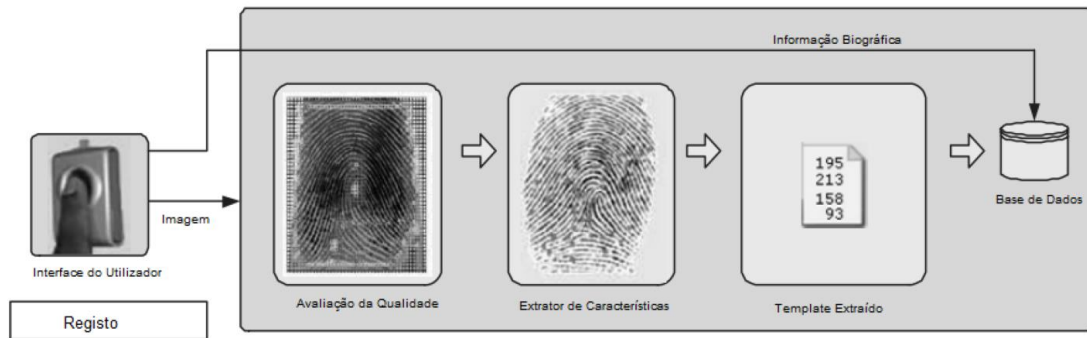 Informação Biográfica
195
213
158
93
Base de Dados
Imagem
Interface do Utilizador
Avaliação da Qualidade
Extrator de Características
Template Extraído
Registo